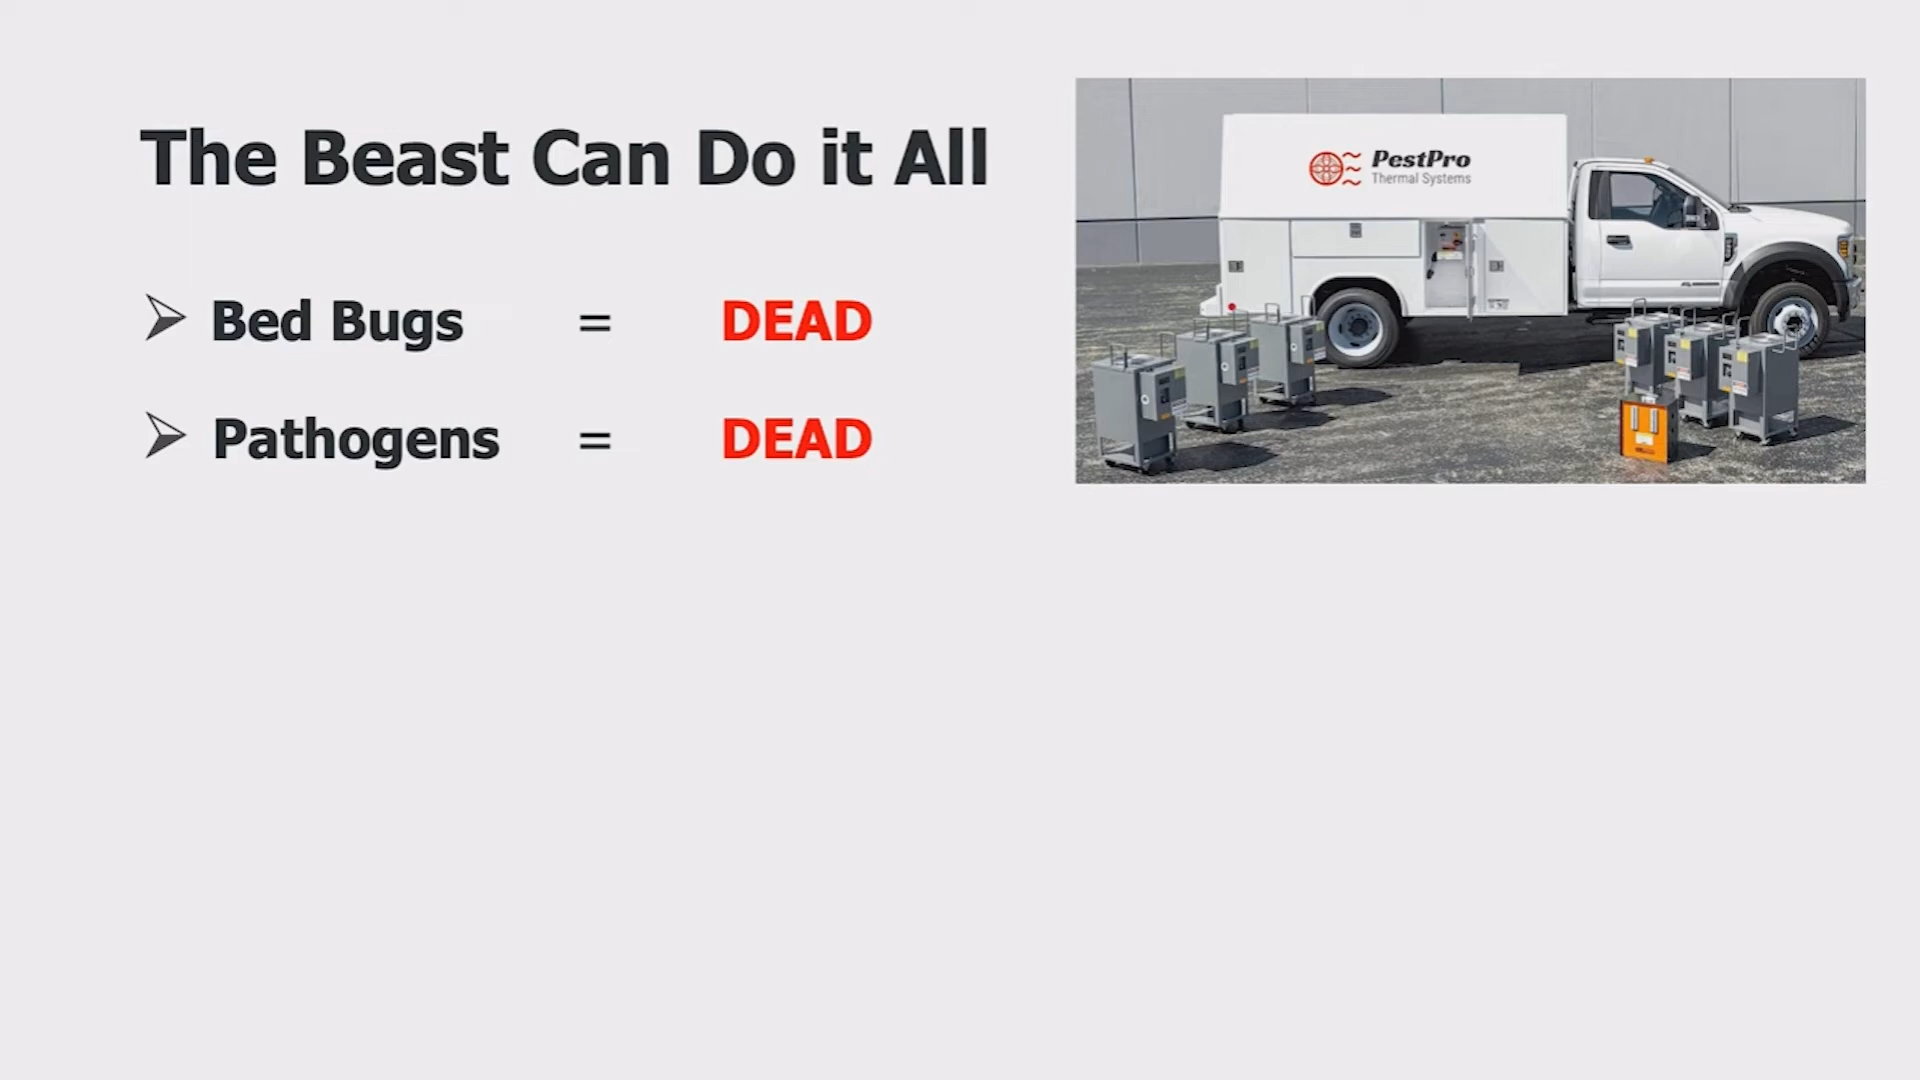 The Beast Can Do it All
PestPro
Thermal Systems
Bed Bugs = DEAD
Pathogens = DEAD